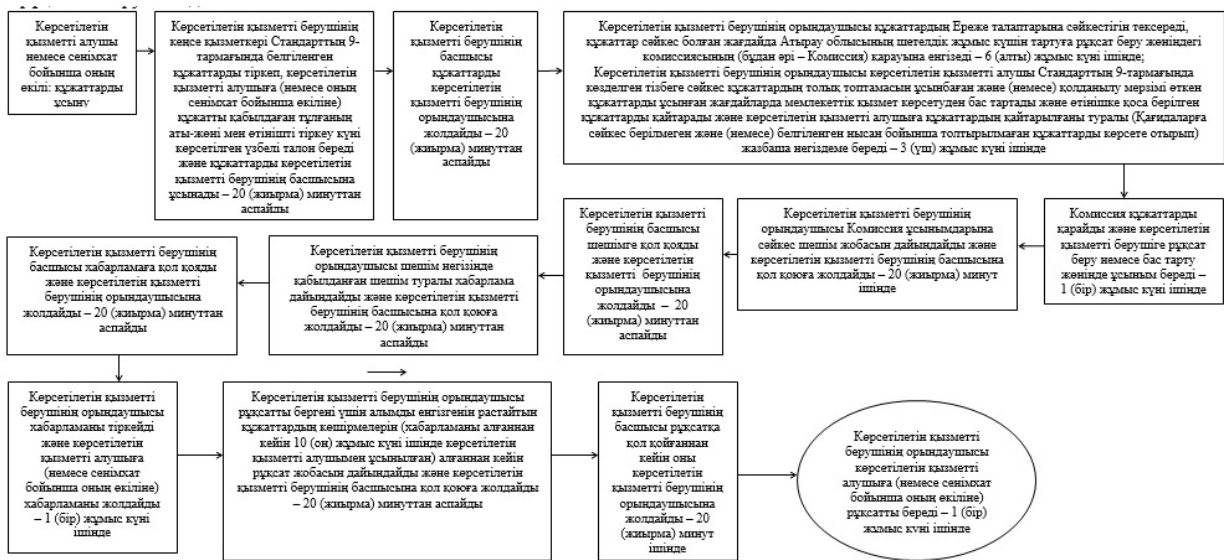 Көрсетілетін
қызметті алушы
немесе сенімхат
бойынша оның
өкілі: құжаттарды
ұсыну
Көрсетілетін қызметті берушінің
кеңсе қызметкері Стандарттың 9-
тармағында белгіленген
құжаттарды тіркеп, көрсетілетін
қызметті алушыға (немесе оның
сенімхат бойынша өкіліне)
құжатты қабылдаған тұлғаның
аты-жөні мен өтінішті тіркеу күні
көрсетілген үзбелі талон береді
және құжаттарды көрсетілетін
қызметті берушінің басшысына
ұсынады – 20 (жиырма) минуттан
аспайды
Көрсетілетін
қызметті берушінің
басшысы
құжаттарды
көрсетілетін
қызметті берушінің
орындаушысына
жолдайды – 20
(жиырма) минуттан
аспайды
Көрсетілетін қызметті берушінің орындаушысы құжаттардың Ереже талаптарына сәйкестігін тексереді,
құжаттар сәйкес болған жағдайда Атырау облысының шетелдік жұмыс күшін тартуға рұқсат беру жөніндегі
комиссиясының (бұдан әрі – Комиссия) қарауына енгізеді – 6 (алты) жұмыс күні ішінде;
Көрсетілетін қызметті берушінің орындаушысы көрсетілетін қызметті алушы Стандарттың 9-тармағында
көзделген тізбеге сәйкес құжаттардың толық топтамасын ұсынбаған және (немесе) қолданылу мерзімі өткен
құжаттарды ұсынған жағдайларда мемлекеттік қызмет көрсетуден бас тартады және өтінішке қоса берілген
құжаттарды қайтарады және көрсетілетін қызметті алушыға құжаттардың қайтарылғаны туралы (Қағидаларға
сәйкес берілмеген және (немесе) белгіленген нысан бойынша толтырылмаған құжаттарды көрсете отырып)
жазбаша негіздеме береді – 3 (үш) жұмыс күні ішінде
Комиссия құжаттарды
қарайды және көрсетілетін
қызметті берушіге рұқсат
беру немесе бас тарту
жөнінде ұсыным береді –
1 (бір) жұмыс күні ішінде
Көрсетілетін қызметті берушінің
орындаушысы Комиссия ұсынымдарына
сәйкес шешім жобасын дайындайды және
көрсетілетін қызметті берушінің басшысына
қол қоюға жолдайды – 20 (жиырма) минут
ішінде
Көрсетілетін қызметті
берушінің басшысы
шешімге қол қояды
және көрсетілетін
қызметті берушінің
орындаушысына
жолдайды – 20
(жиырма) минуттан
аспайды
Көрсетілетін қызметті берушінің
орындаушысы шешім негізінде
қабылданған шешім туралы хабарлама
дайындайды және көрсетілетін қызметті
берушінің басшысына қол қоюға
жолдайды – 20 (жиырма) минуттан
аспайды
Көрсетілетін қызметті берушінің
басшысы хабарламаға қол қояды
және көрсетілетін қызметті
берушінің орындаушысына
жолдайды – 20 (жиырма) минуттан
аспайды
Көрсетілетін қызметті
берушінің орындаушысы
хабарламаны тіркейді
және көрсетілетін
қызметті алушыға
(немесе сенімхат
бойынша оның өкіліне)
хабарламаны жолдайды
– 1 (бір) жұмыс күні
ішінде
Көрсетілетін қызметті берушінің орындаушысы
рұқсатты бергені үшін алымды енгізгенін растайтын
құжаттардың көшірмелерін (хабарламаны алғаннан
кейін 10 (он) жұмыс күні ішінде көрсетілетін
қызметті алушымен ұсынылған) алғаннан кейін
рұқсат жобасын дайындайды және көрсетілетін
қызметті берушінің басшысына қол қоюға жолдайды
– 20 (жиырма) минуттан аспайды
Көрсетілетін
қызметті берушінің
басшысы рұқсатқа
қол қойғаннан
кейін оны
көрсетілетін
қызметті берушінің
орындаушысына
жолдайды – 20
(жиырма) минут
ішінде
Көрсетілетін қызметті
берушінің орындаушысы
көрсетілетін қызметті
алушыға (немесе сенімхат
бойынша оның өкіліне)
рұқсатты береді – 1 (бір)
жұмыс күні ішінде